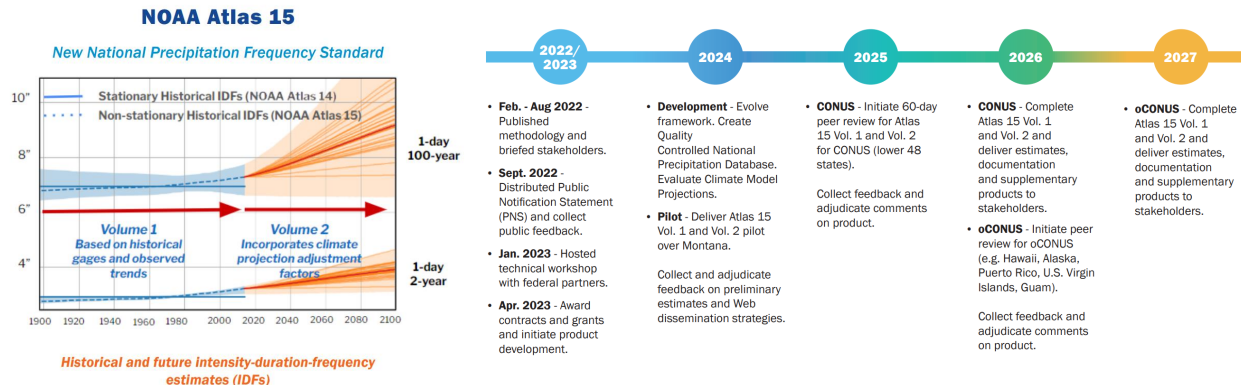 NOAA Atlas 15
New National Precipitation Frequency Standard
10"
8"
6"
4"
Stationary Historical IDFs (NOAA Atlas 14)
Non-stationary Historical IDFs (NOAA Atlas 15)
1-day
100-year
Volume 1
Based on historical
gages and observed
trends
Volume 2
Incorporates climate
projection adjustment
factors
1-day
2-year
1900 1920 1940 1960 1980 2000 2020 2040 2060 2080 2100
Historical and future intensity-duration-frequency
estimates (IDFs)
2022/
2023
• Feb. - Aug 2022 -
Published
methodology and
briefed stakeholders.
• Sept. 2022 -
Distributed Public
Notification Statement
(PNS) and collect
public feedback.
• Jan. 2023 - Hosted
technical workshop
with federal partners.
• Apr. 2023 - Award
contracts and grants
and initiate product
development.
2024
• Development - Evolve
framework. Create
Quality
Controlled National
Precipitation Database.
Evaluate Climate Model
Projections.
• Pilot - Deliver Atlas 15
Vol. 1 and Vol. 2 pilot
over Montana.
Collect and adjudicate
feedback on preliminary
estimates and Web
dissemination strategies.
2025
• CONUS - Initiate 60-day
peer review for Atlas
15 Vol. 1 and Vol. 2
for CONUS (lower 48
states).
Collect feedback and
adjudicate comments
on product.
2026
• CONUS - Complete
Atlas 15 Vol. 1
and Vol. 2 and
deliver estimates,
documentation
and supplementary
products to
stakeholders.
• oCONUS - Initiate peer
review for oCONUS
(e.g. Hawaii, Alaska,
Puerto Rico, U.S. Virgin
Islands, Guam).
Collect feedback and
adjudicate comments
on product.
2027
• oCONUS - Complete
Atlas 15 Vol. 1
and Vol. 2 and
deliver estimates,
documentation
and supplementary
products to
stakeholders.